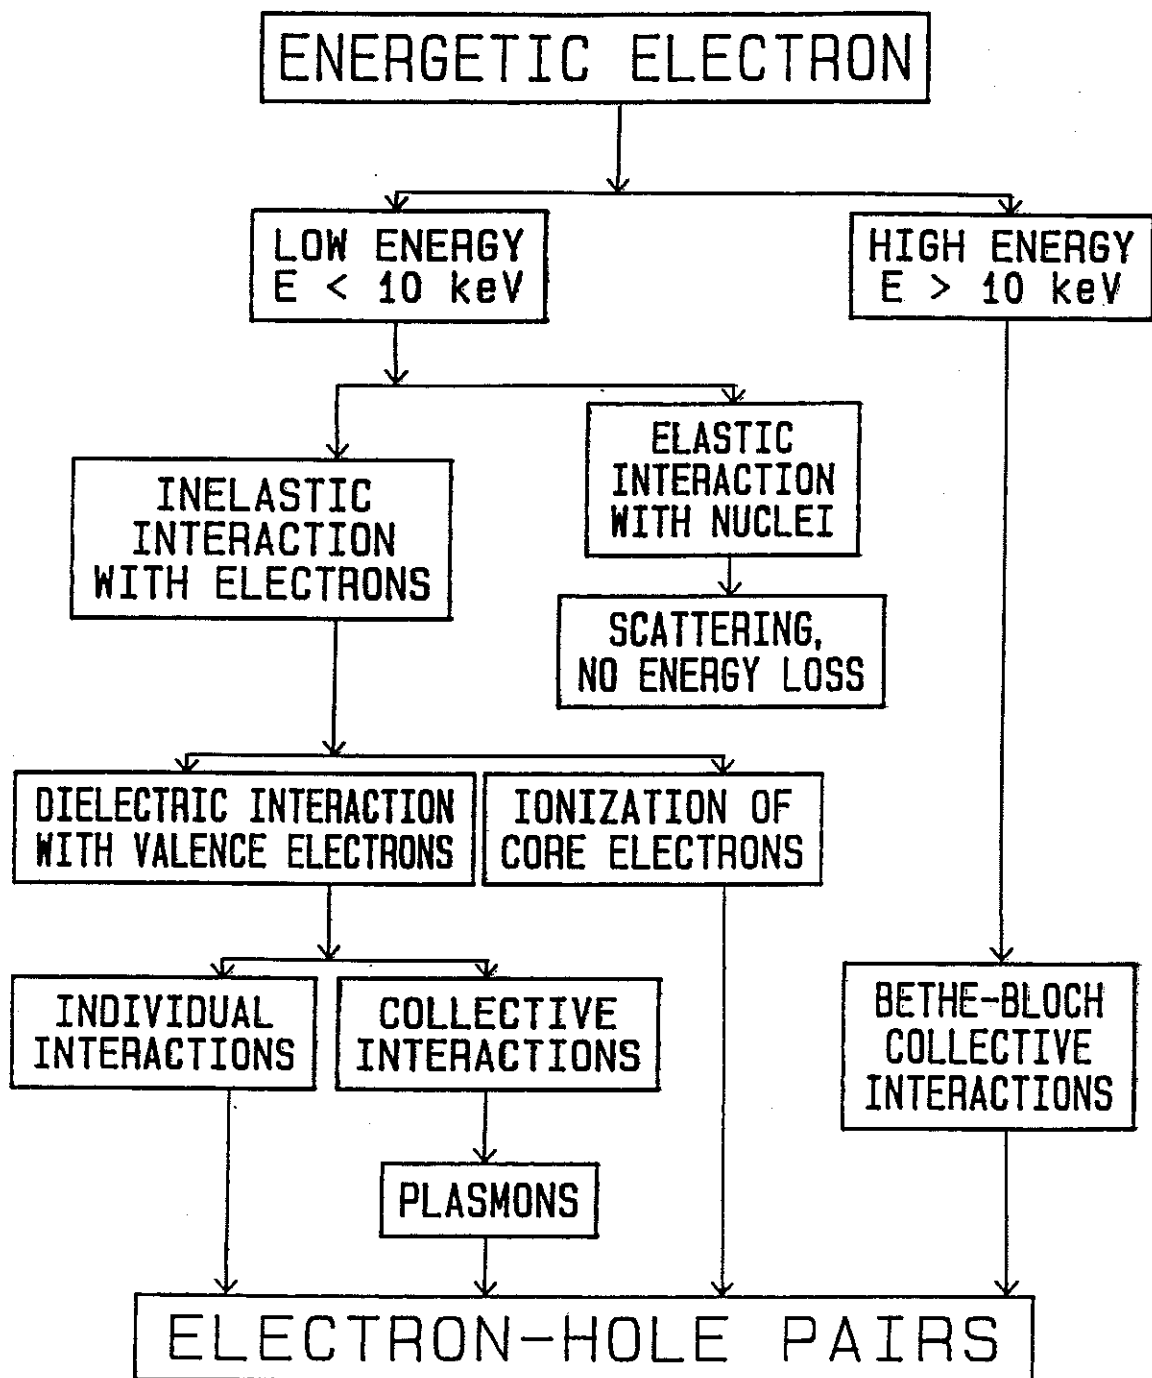 ENERGETIC ELECTRON
LOW ENERGY
E < 10 keV
HIGH ENERGY
E > 10 keV
ELASTIC
INTERACTION
WITH NUCLEI
INELASTIC
INTERACTION
WITH ELECTRONS
SCATTERING,
NO ENERGY LOSS
DIELECTRIC INTERACTION
WITH VALENCE ELECTRONS
IONIZATION OF
CORE ELECTRONS
INDIVIDUAL
INTERACTIONS
COLLECTIVE
INTERACTIONS
BETHE-BLOCH
COLLECTIVE
INTERACTIONS
PLASMONS
ELECTRON-HOLE PAIRS